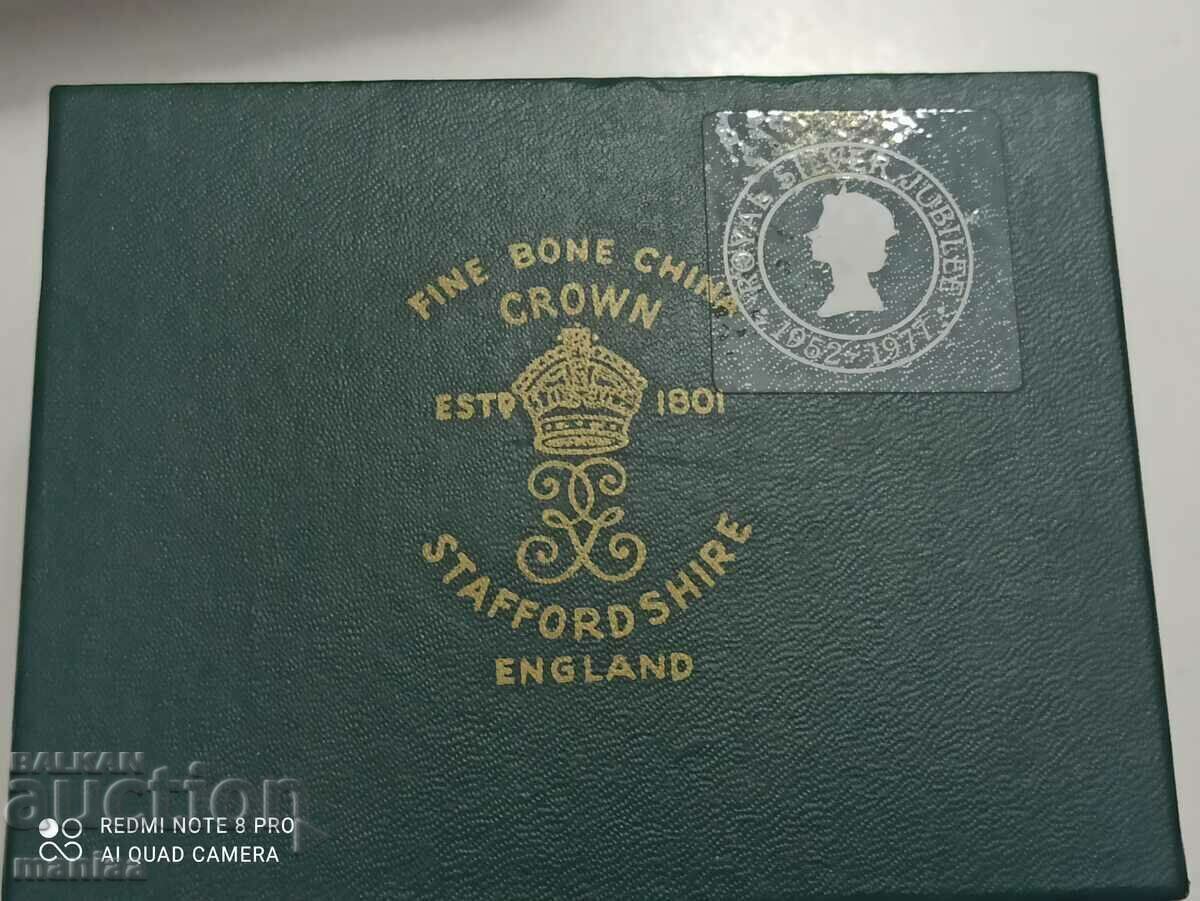 FINE BONE CHINA
CROWN
ESTD 1801
STAFFORDSHIRE
ENGLAND
ROYAL SILVER JUBILEE
1952 + 1977
BALKAN
auction
REDMI NOTE 8 PRO
AI QUAD CAMERA
maniaa